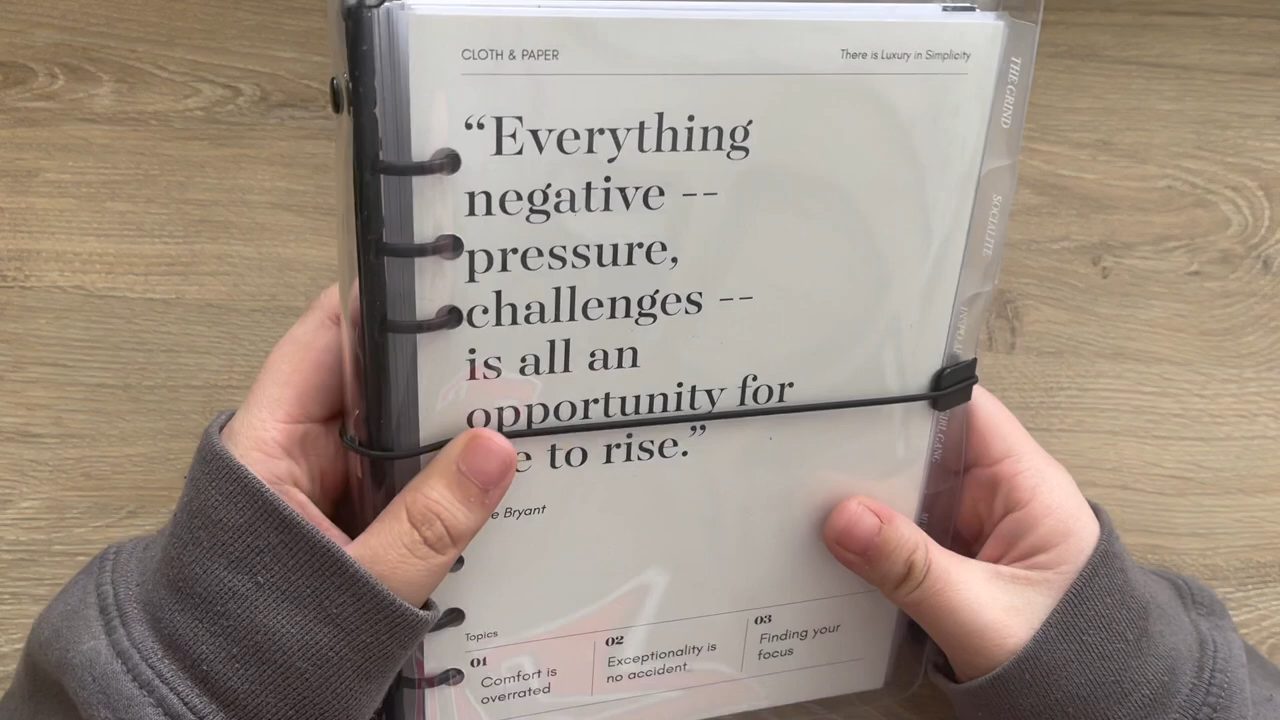 CLOTH & PAPER
There is Luxury in Simplicity
“Everything
negative --
pressure,
challenges --
is all an
opportunity for
to rise.”
Bryant
Topics
01
Comfort is
overrated
02
Exceptionality is
no accident
03
Finding your
focus
THE GRIND
SOCIALITE
GANG